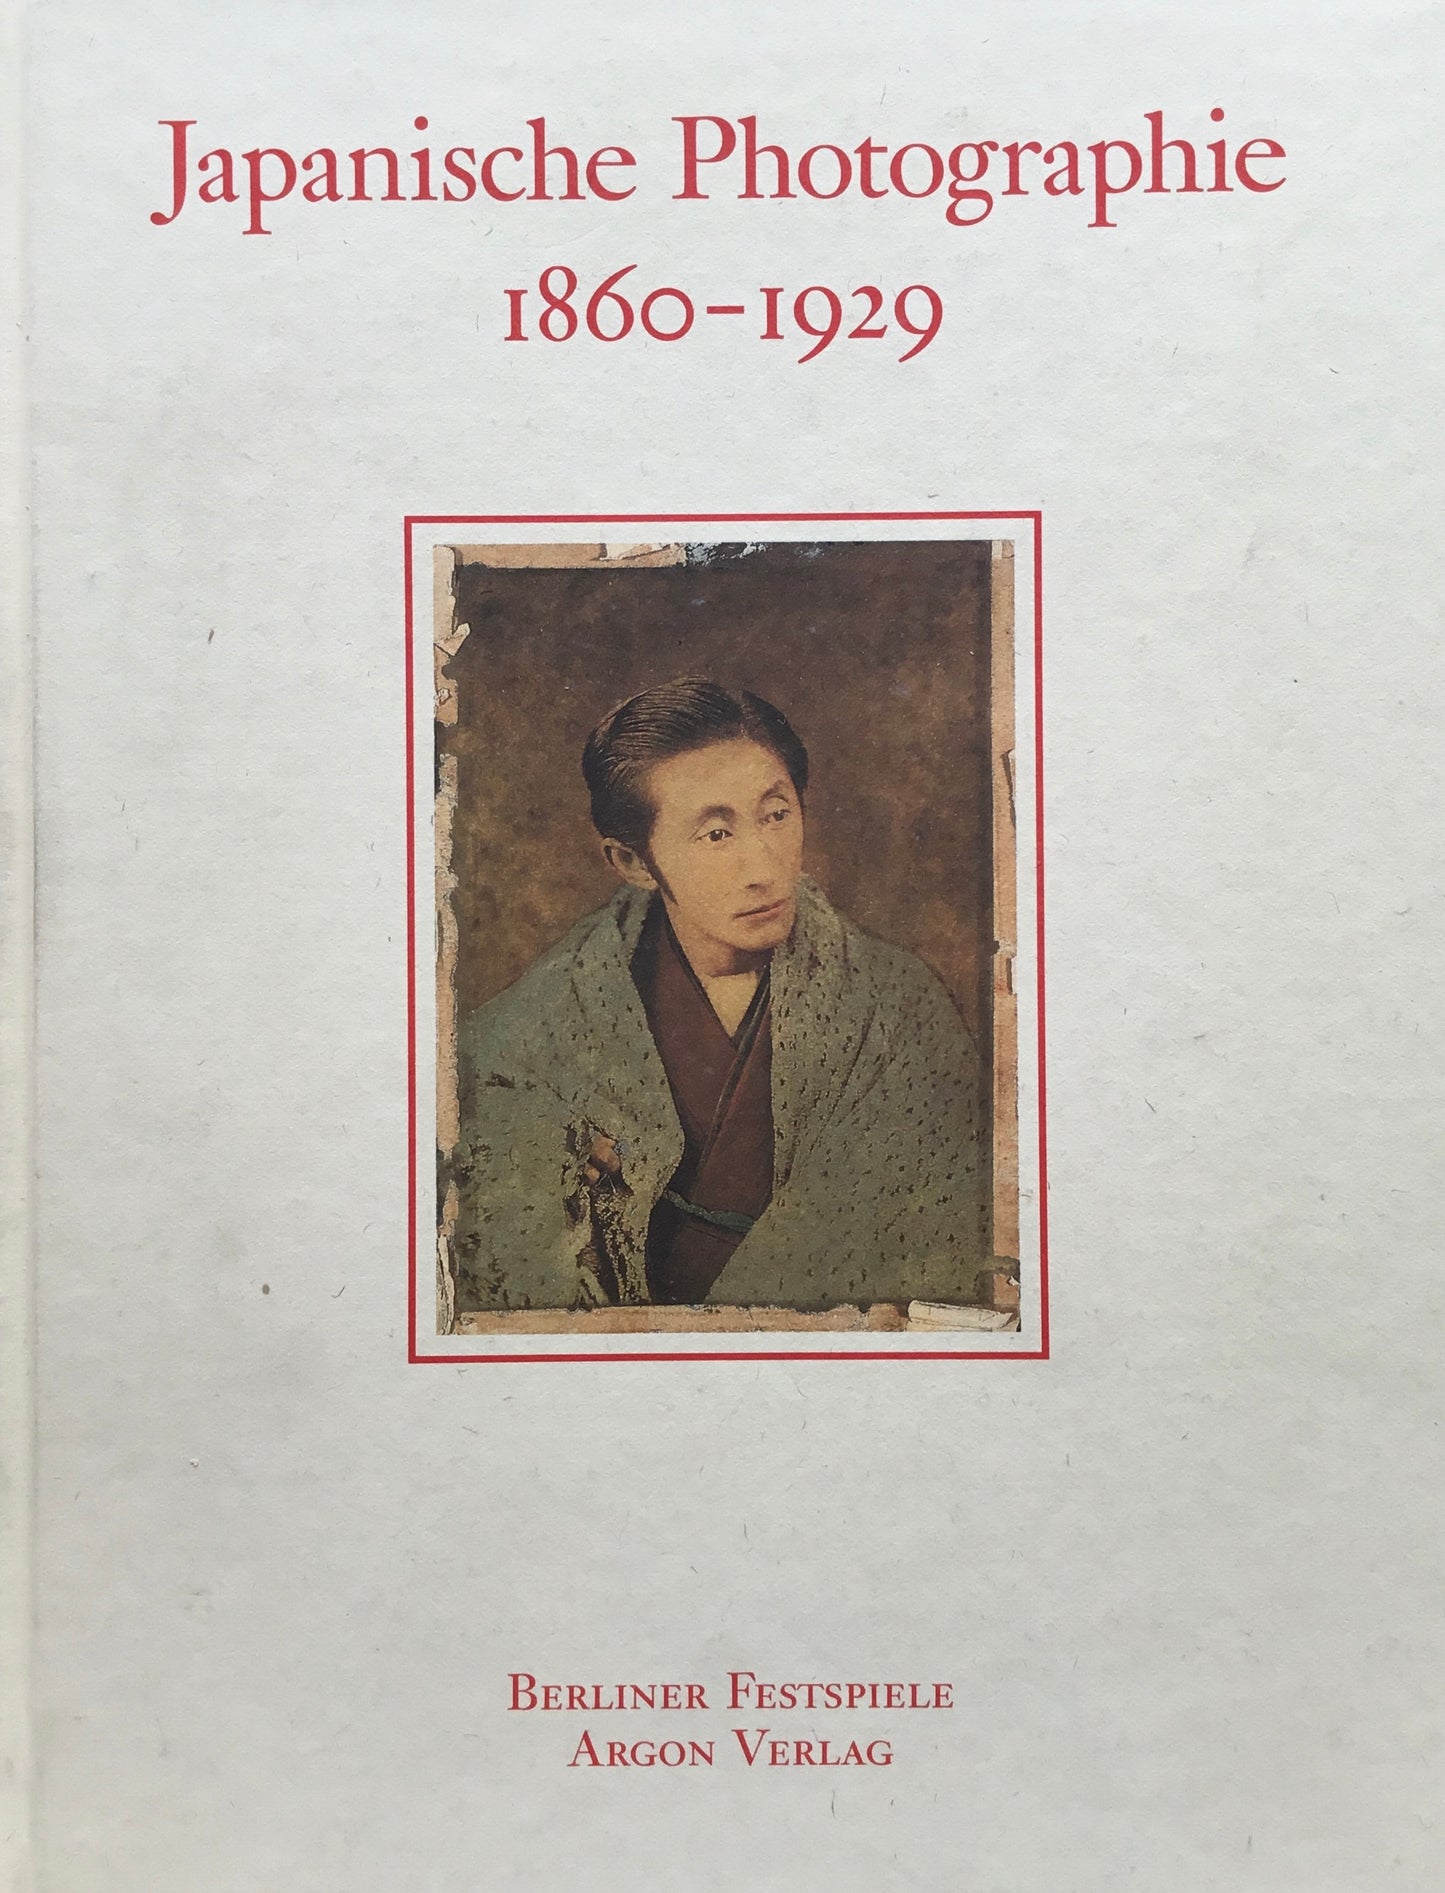 Japanische Photographie
1860–1929
BERLINER FESTSPIELE
ARGON VERLAG